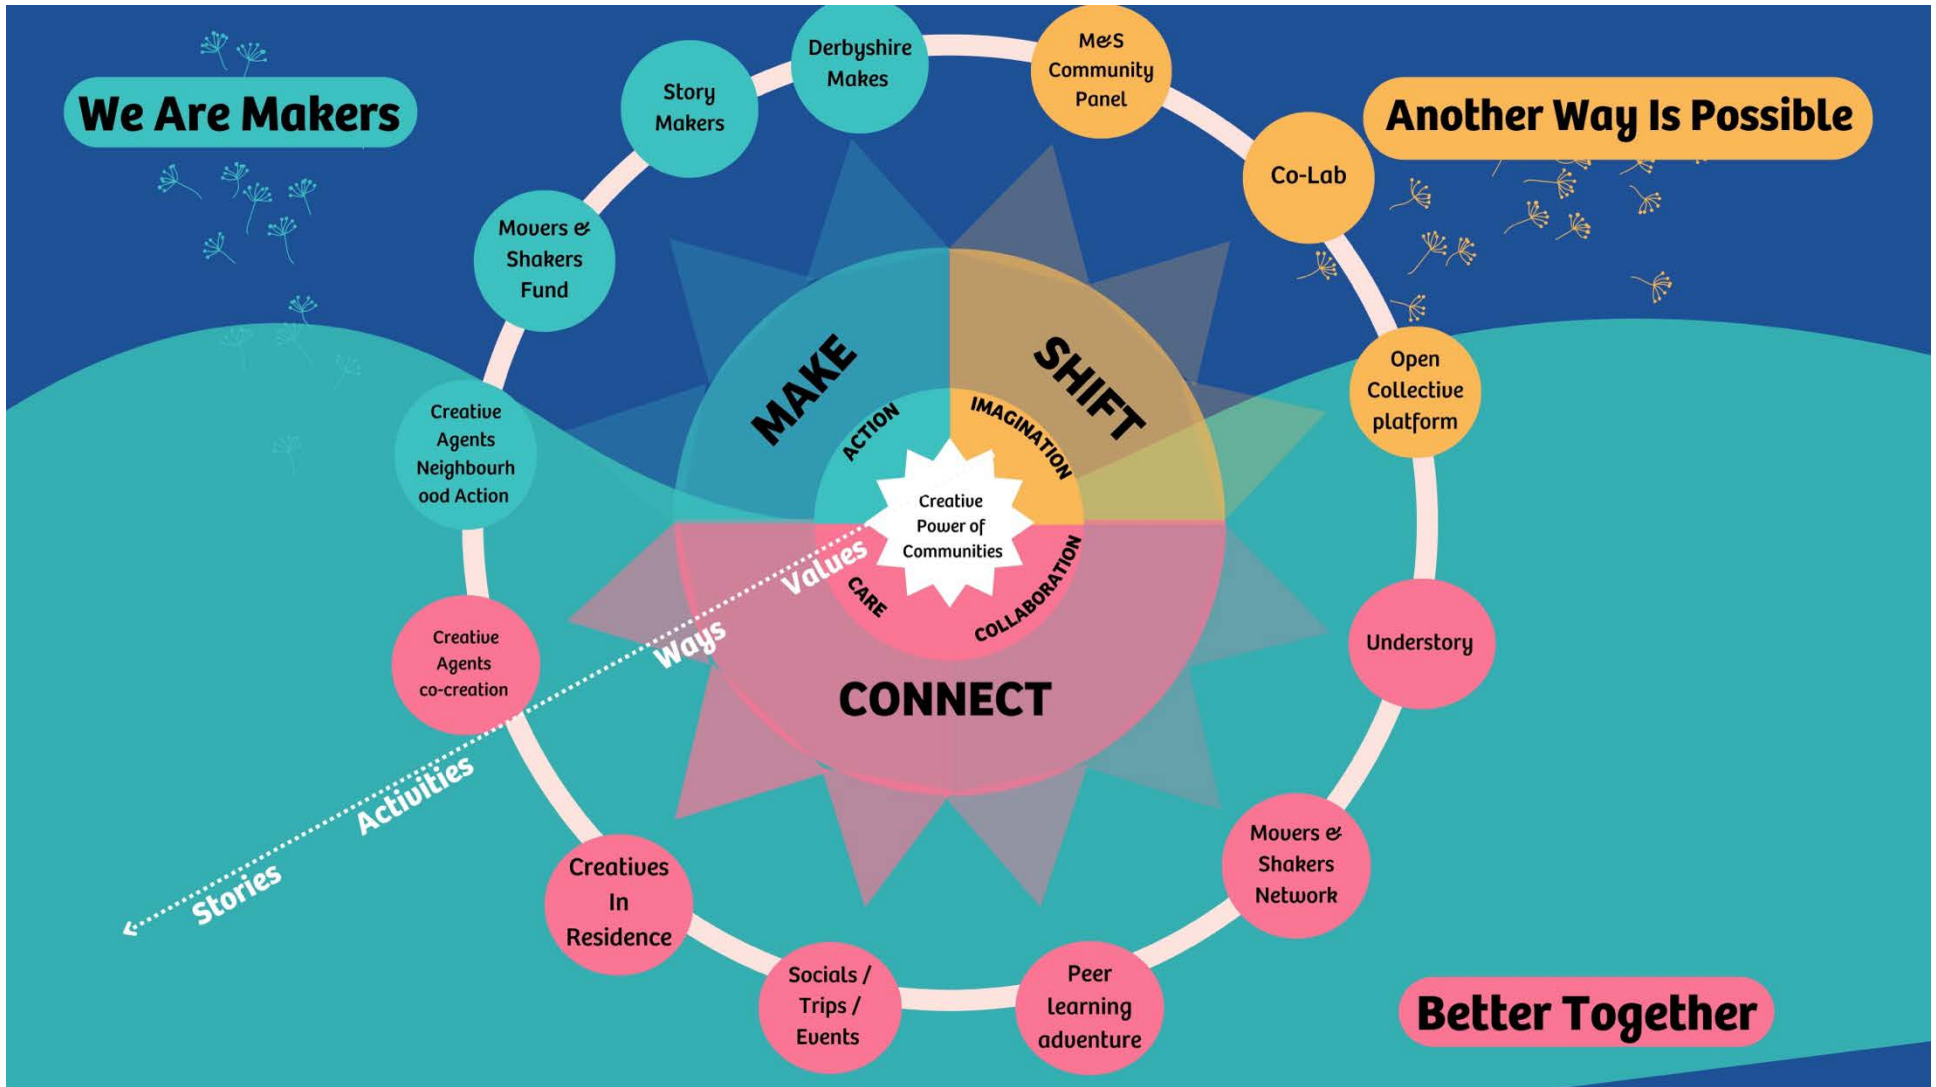 We Are Makers
Another Way Is Possible
Derbyshire
Makes
M&S
Community
Panel
Story
Makers
Co-Lab
Movers &
Shakers
Fund
Open
Collective
platform
Creative
Agents
Neighbourh
ood Action
MAKE
SHIFT
ACTION
IMAGINATION
Creative
Power of
Communities
CARE
COLLABORATION
CONNECT
Values
Ways
Activities
Stories
Creative
Agents
co-creation
Understory
Creatives
In
Residence
Movers &
Shakers
Network
Socials /
Trips /
Events
Peer
learning
adventure
Better Together